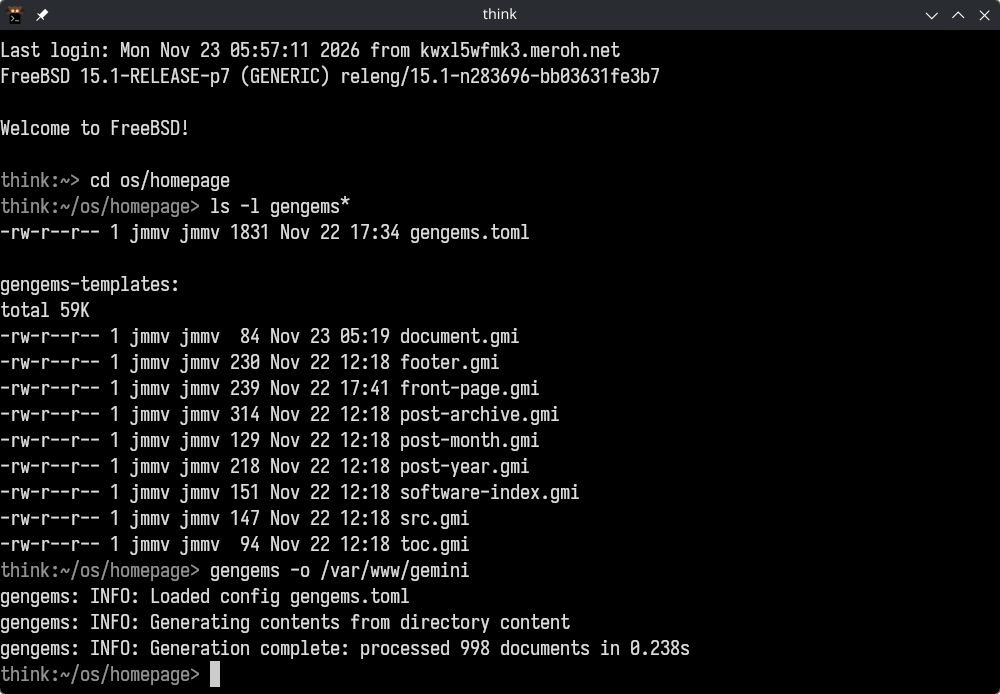 think
Last login: Mon Nov 23 05:57:11 2026 from kwxl5wfmk3.meroh.net
FreeBSD 15.1-RELEASE-p7 (GENERIC) releng/15.1-n283696-bb03631fe3b7
Welcome to FreeBSD!
think:~> cd os/homepage
think:~/os/homepage> ls -l gengems*
-rw-r--r-- 1 jmmv jmmv 1831 Nov 22 17:34 gengems.toml
gengems-templates:
total 59K
-rw-r--r-- 1 jmmv jmmv  84 Nov 23 05:19 document.gmi
-rw-r--r-- 1 jmmv jmmv 230 Nov 22 12:18 footer.gmi
-rw-r--r-- 1 jmmv jmmv 239 Nov 22 17:41 front-page.gmi
-rw-r--r-- 1 jmmv jmmv 314 Nov 22 12:18 post-archive.gmi
-rw-r--r-- 1 jmmv jmmv 129 Nov 22 12:18 post-month.gmi
-rw-r--r-- 1 jmmv jmmv 218 Nov 22 12:18 post-year.gmi
-rw-r--r-- 1 jmmv jmmv 151 Nov 22 12:18 software-index.gmi
-rw-r--r-- 1 jmmv jmmv 147 Nov 22 12:18 src.gmi
-rw-r--r-- 1 jmmv jmmv  94 Nov 22 12:18 toc.gmi
think:~/os/homepage> gengems -o /var/www/gemini
gengems: INFO: Loaded config gengems.toml
gengems: INFO: Generating contents from directory content
gengems: INFO: Generation complete: processed 998 documents in 0.238s
think:~/os/homepage>